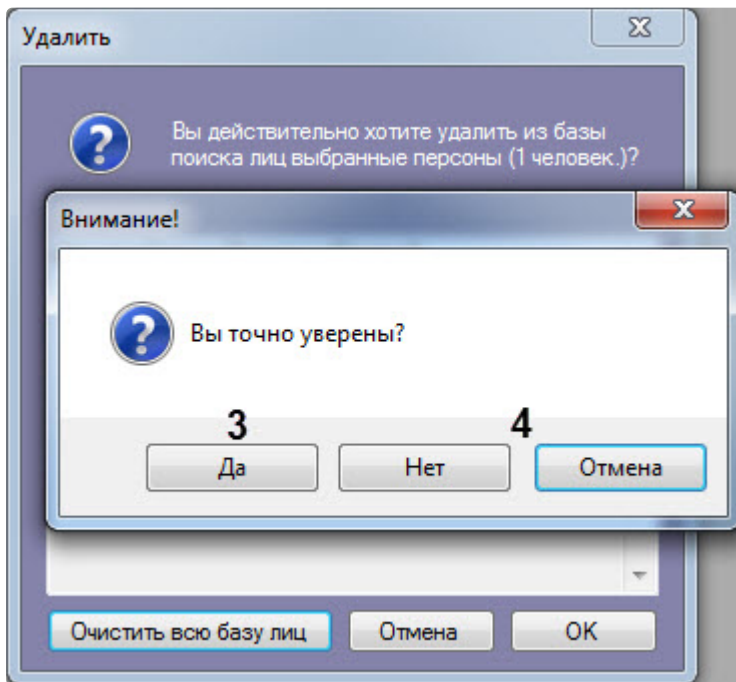 Удалить
Вы действительно хотите удалить из базы
поиска лиц выбранные персоны (1 человек.)?
Внимание!
Вы точно уверены?
3 4
Да Нет Отмена
Очистить всю базу лиц Отмена OK